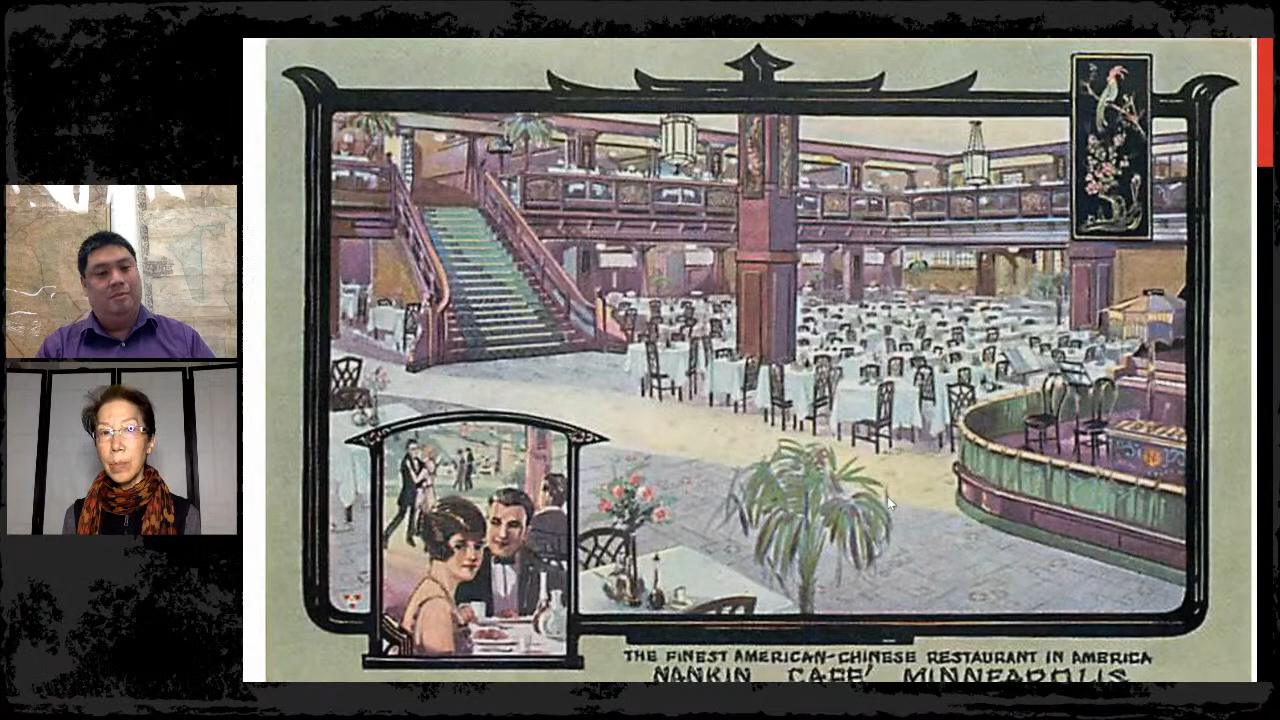 THE FINEST AMERICAN-CHINESE RESTAURANT IN AMERICA
NANKIN CAFE' MINNEAPOLIS